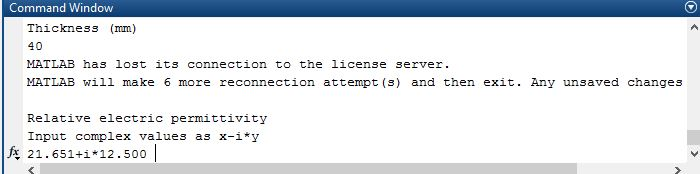 Command Window
Thickness (mm)
40
MATLAB has lost its connection to the license server.
MATLAB will make 6 more reconnection attempt(s) and then exit. Any unsaved changes
Relative electric permittivity
Input complex values as x-i*y
fx 21.651+i*12.500